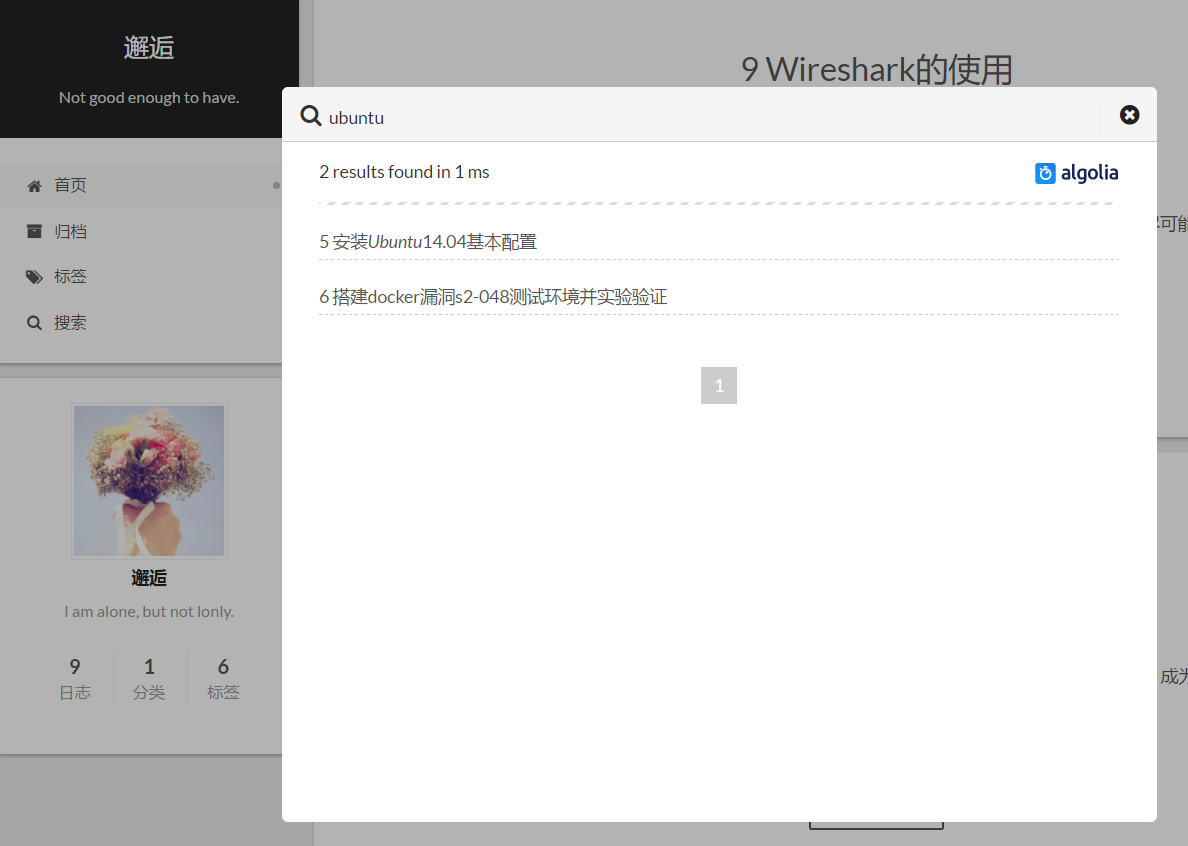 邂逅
Not good enough to have.
首页
归档
标签
搜索
邂逅
I am alone, but not lonly.
9
日志
1
分类
6
标签
9 Wireshark的使用
ubuntu
2 results found in 1 ms
algolia
5 安装Ubuntu14.04基本配置
6 搭建docker漏洞s2-048测试环境并实验验证
1
可能
成为